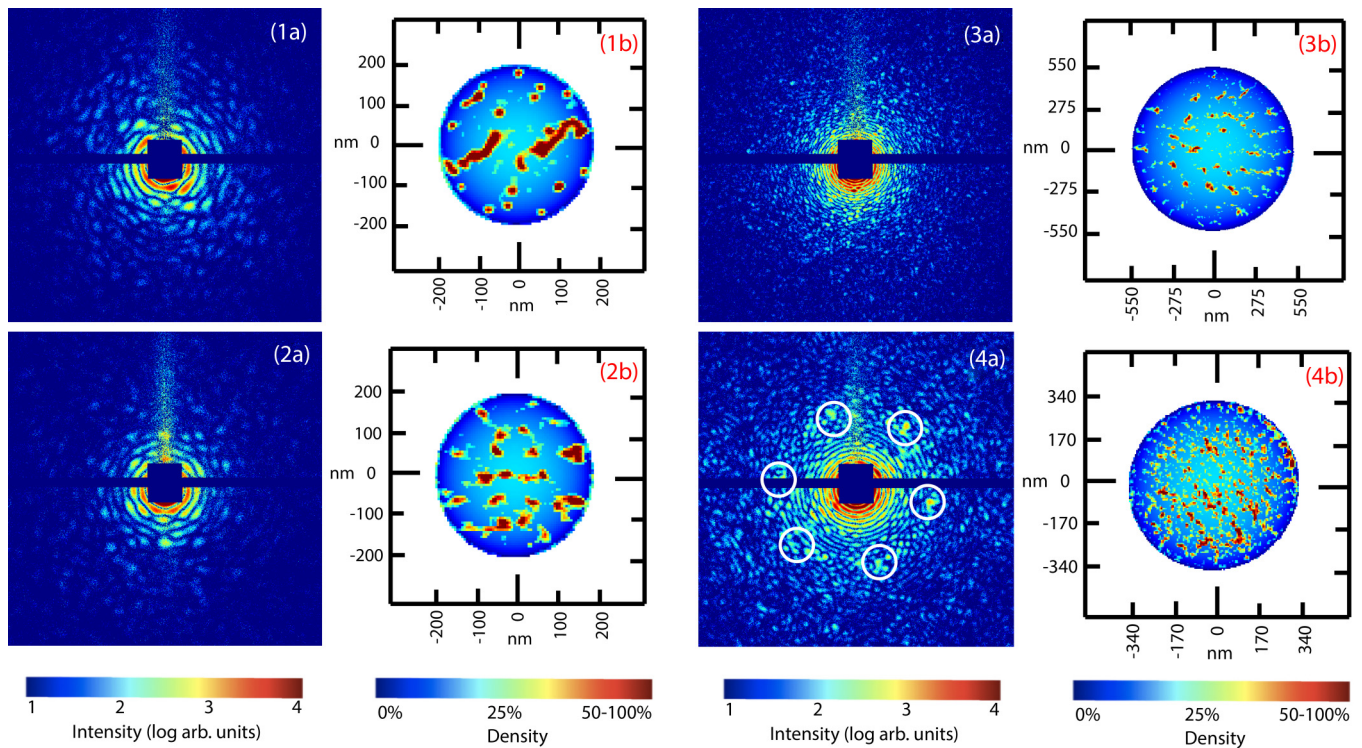 (1a)
(1b)
200
100
nm 0
-100
-200
-200
-100
0
100
200
nm
(3a)
(3b)
550
275
nm 0
-275
-550
-550
-275
0
275
550
nm
(2a)
(2b)
200
100
nm 0
-100
-200
-200
-100
0
100
200
nm
(4a)
(4b)
340
170
nm 0
-170
-340
-340
-170
0
170
340
nm
1 2 3 4
Intensity (log arb. units)
0% 25% 50-100%
Density
1 2 3 4
Intensity (log arb. units)
0% 25% 50-100%
Density